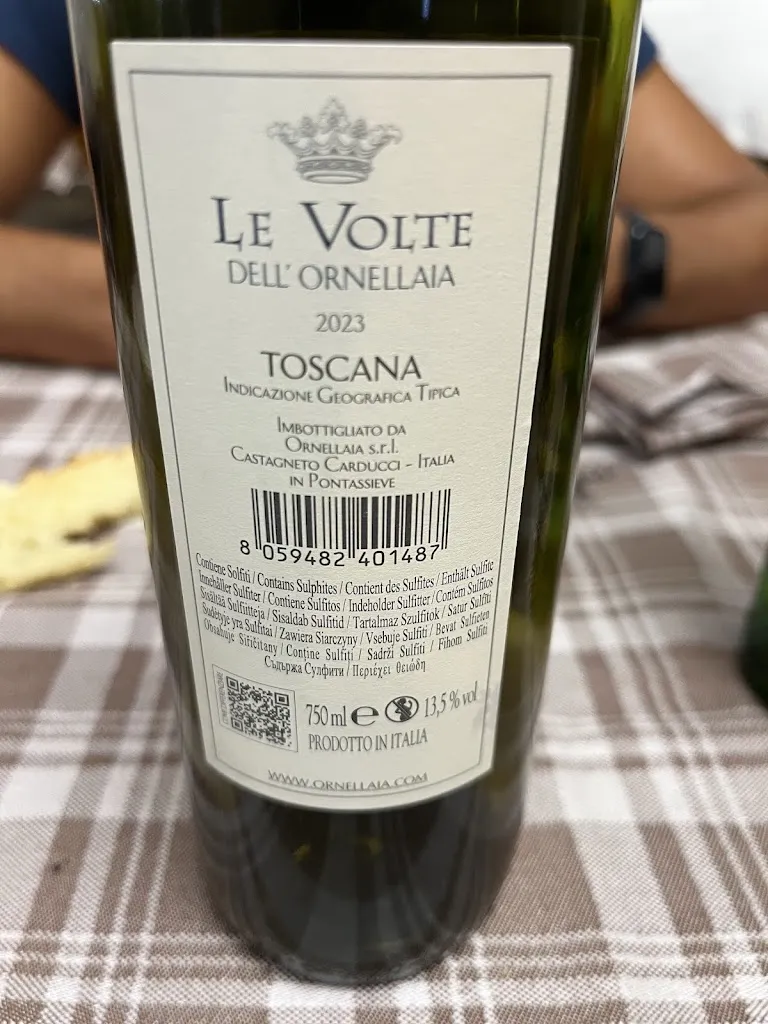 LE VOLTE
DELL' ORNELLAIA
2023
TOSCANA
INDICAZIONE GEOGRAFICA TIPICA
IMBOTTIGLIATO DA
ORNELLAIA S.R.L.
CASTAGNETO CARDUCCI - ITALIA
IN PONTASSIEVE
8 059482 401487
Contiene Solfiti / Contains Sulphites / Contient des Sulfites / Enthält Sulfite
Innehåller Sulfiter / Contiene Sulfitos / Indeholder Sulfitter / Contém Sulfitos
Sisältää Sulfiitteja / Sisaldab Sulfitid / Tartalmaz Szulfitok / Satur Sulfīti
Sudėtyje yra Sulfitai / Zawiera Siarczyny / Vsebuje Sulfiti / Bevat Sulfieten
Obsahuje Siřičitany / Conține Sulfiți / Sadrži Sulfiti / Fihom Sulfiti
Съдържа Сулфити / Περιέχει θειώδη
750 ml e 13,5 % vol
PRODOTTO IN ITALIA
WWW.ORNELLAIA.COM